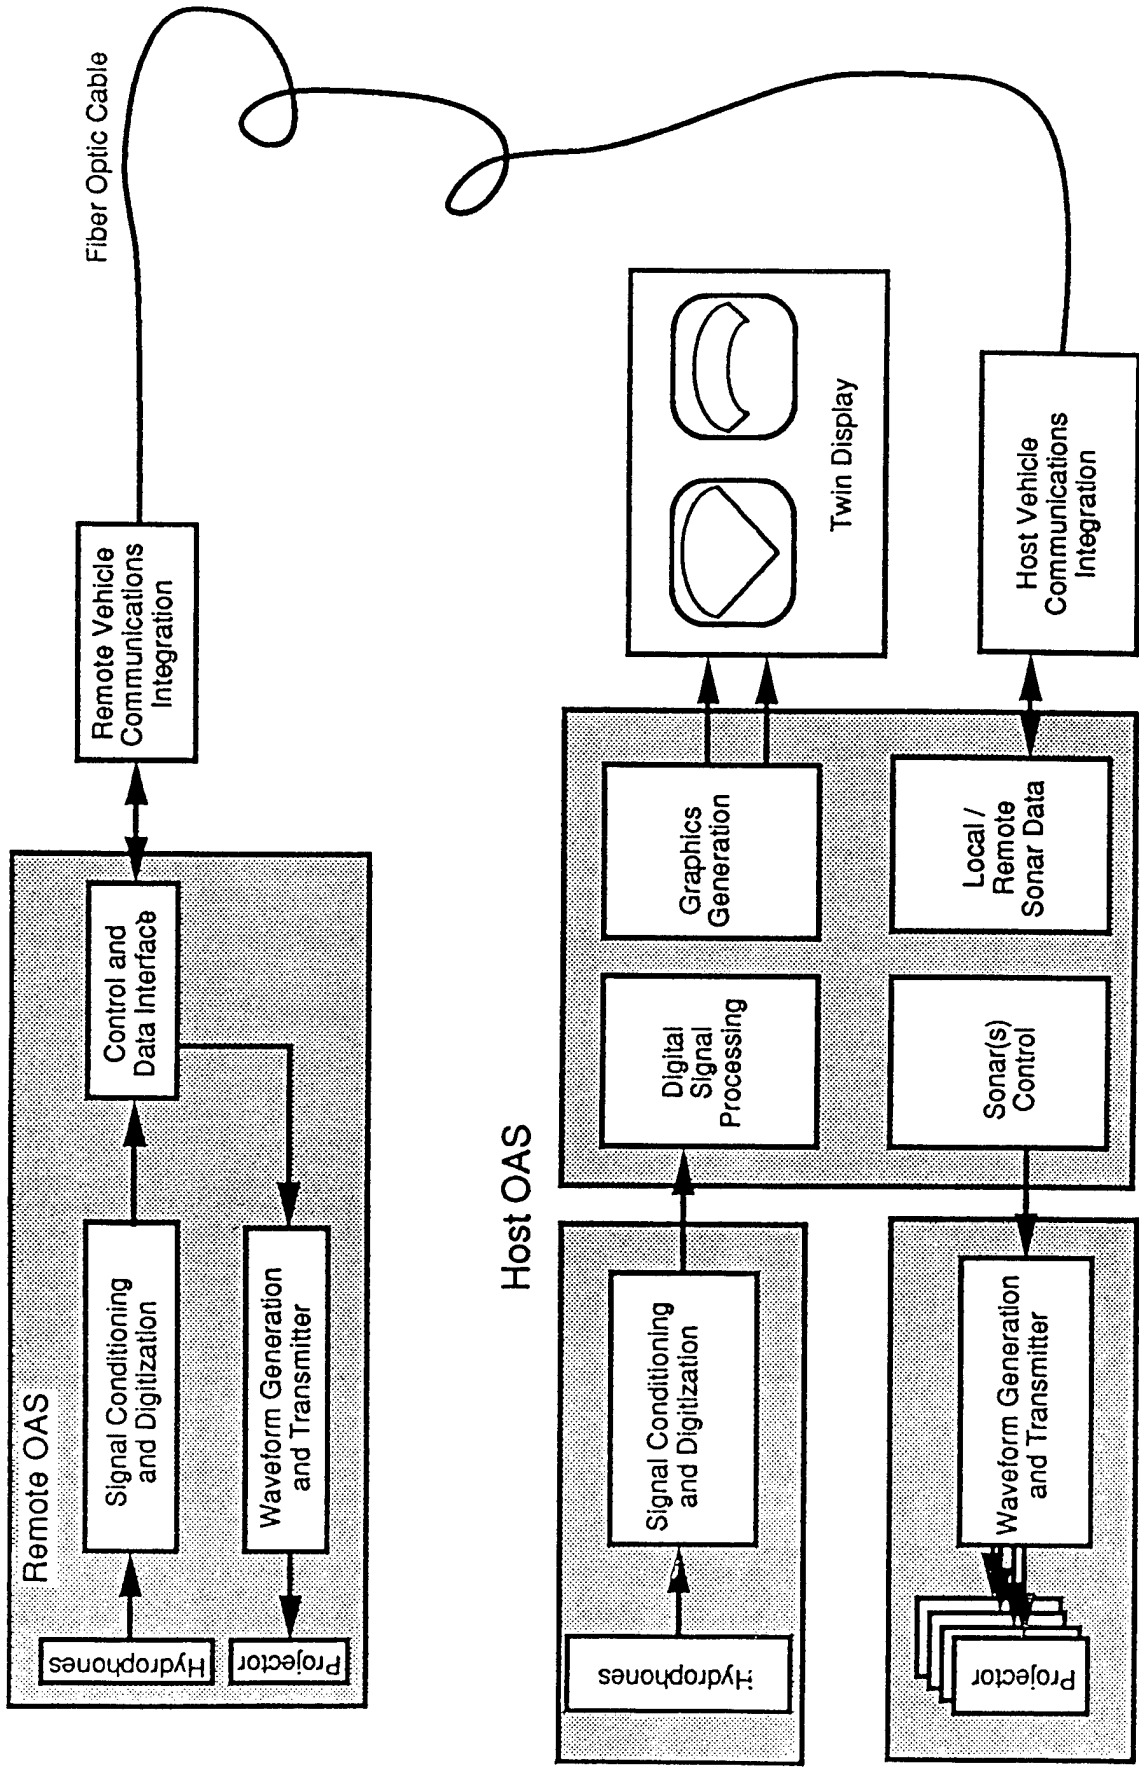 Remote OAS
Hydrophones
Signal Conditioning
and Digitization
Control and
Data Interface
Remote Vehicle
Communications
Integration
Fiber Optic Cable
Projector
Waveform Generation
and Transmitter
Host OAS
Hydrophones
Signal Conditioning
and Digitization
Digital
Signal
Processing
Graphics
Generation
Twin Display
Projector
Waveform Generation
and Transmitter
Sonar(s)
Control
Local /
Remote
Sonar Data
Host Vehicle
Communications
Integration